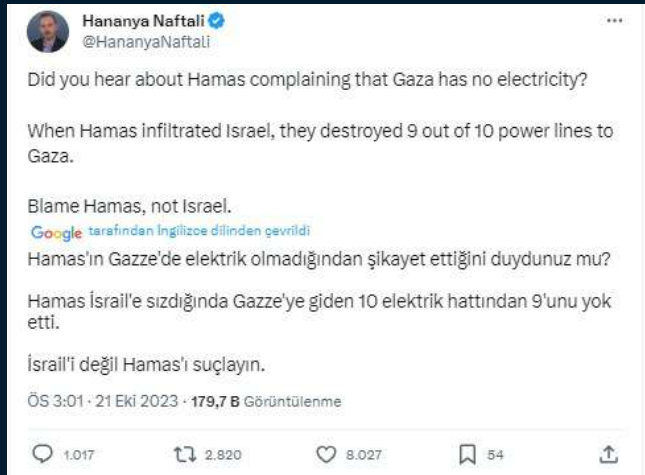 Hananya Naftali
@HananyaNaftali
Did you hear about Hamas complaining that Gaza has no electricity?
When Hamas infiltrated Israel, they destroyed 9 out of 10 power lines to
Gaza.
Blame Hamas, not Israel.
Google tarafından İngilizce dilinden çevrildi
Hamas'ın Gazze'de elektrik olmadığından şikayet ettiğini duydunuz mu?
Hamas İsrail'e sızdığında Gazze'ye giden 10 elektrik hattından 9'unu yok
etti.
İsrail'i değil Hamas'ı suçlayın.
ÖS 3:01 · 21 Eki 2023 · 179,7 B Görüntülenme
1.017 2.820 8.027 54